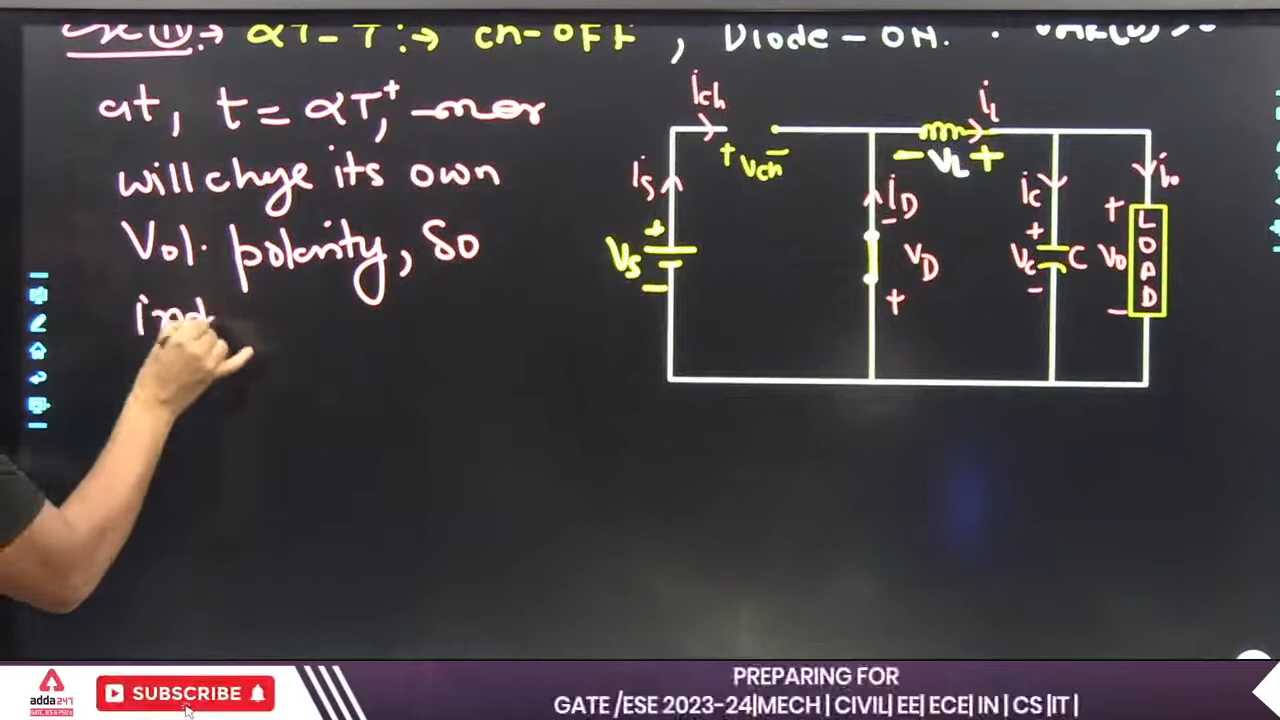 αT-T:→ CH-OFF, Diode-ON.
at, t=αT⁺,
will
its own
Vol. polarity, So
ind
ich
iL
+ Vch -
- VL +
is
iD
ic
io
+
-
+
+
Vs
VD
Vc
C
Vo
LOAD
-
+
-
-
adda247
SUBSCRIBE
PREPARING FOR
GATE /ESE 2023-24|MECH | CIVIL| EE| ECE| IN | CS |IT |